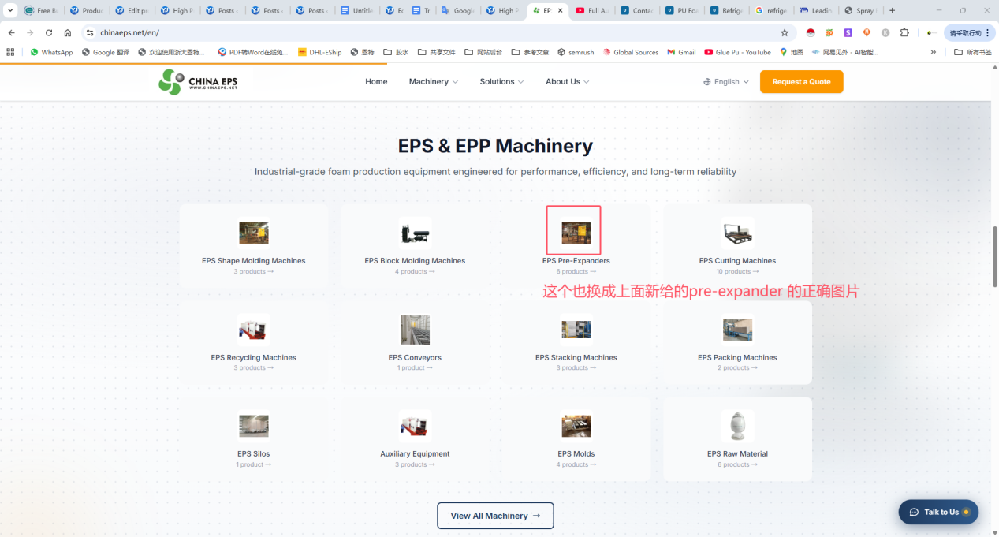 Free B
Produc
Edit p
High P
Posts
Posts
Posts
Untitle
Ec
Tr
Google
High P
EP
Full Au
Contac
PU Foo
Refrige
refrige
Leadin
Spray
chinaeps.net/en/
请采取行动
WhatsApp
Google 翻译
欢迎使用浙大恩特...
PDF转Word在线免...
DHL-EShip
恩特
胶水
共享文件
网站后台
参考文章
semrush
Global Sources
Gmail
Glue Pu - YouTube
地图
网易见外 - AI智能...
所有书签
CHINA EPS
WWW.CHINAEPS.NET
Home
Machinery
Solutions
About Us
English
Request a Quote
EPS & EPP Machinery
Industrial-grade foam production equipment engineered for performance, efficiency, and long-term reliability
EPS Shape Molding Machines
3 products →
EPS Block Molding Machines
4 products →
EPS Pre-Expanders
6 products →
EPS Cutting Machines
10 products →
这个也换成上面新给的pre-expander 的正确图片
EPS Recycling Machines
3 products →
EPS Conveyors
1 product →
EPS Stacking Machines
3 products →
EPS Packing Machines
2 products →
EPS Silos
1 product →
Auxiliary Equipment
3 products →
EPS Molds
4 products →
EPS Raw Material
6 products →
View All Machinery →
Talk to Us